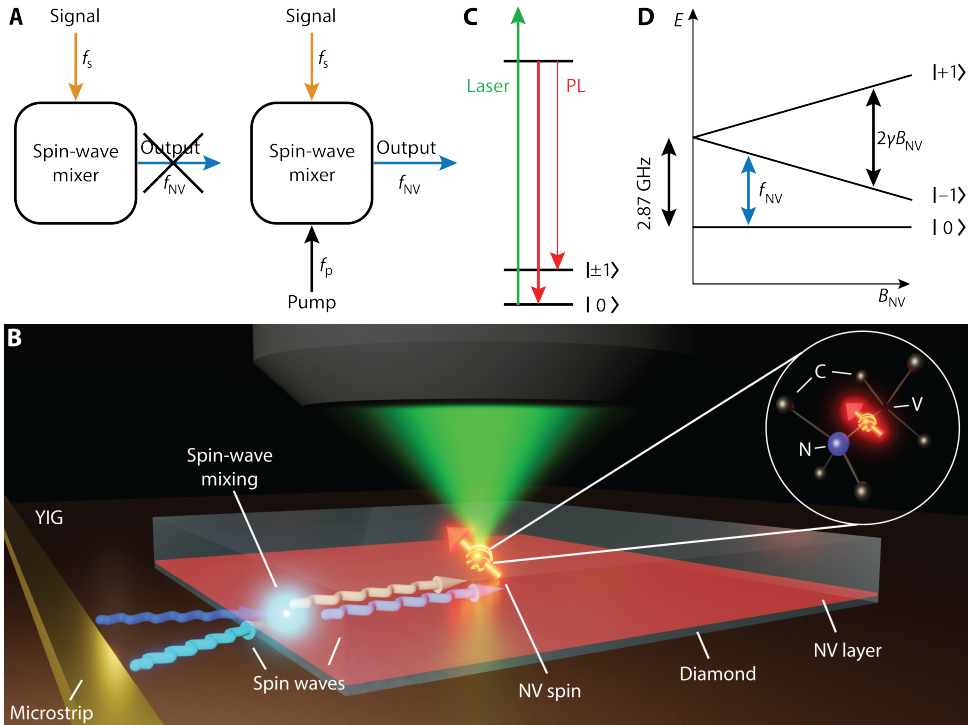 A
Signal
fs
Spin-wave
mixer
Output
fNV
Signal
fs
Spin-wave
mixer
Output
fNV
fp
Pump
C
Laser
PL
|±1⟩
|0⟩
D
E
|+1⟩
2γBNV
|−1⟩
|0⟩
2.87 GHz
fNV
BNV
B
C
V
N
Spin-wave
mixing
YIG
Spin waves
NV spin
Diamond
NV layer
Microstrip